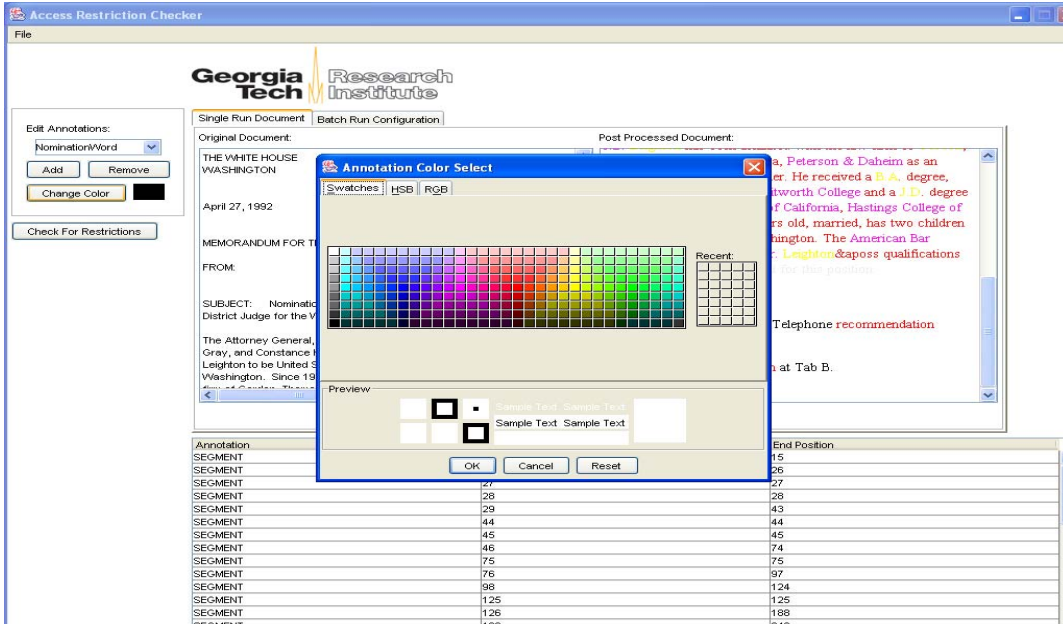 Access Restriction Checker
File
Georgia Tech Research Institute
Edit Annotations:
NominationWord
Add Remove
Change Color
Check For Restrictions
Single Run Document Batch Run Configuration
Original Document:
THE WHITE HOUSE
WASHINGTON
April 27, 1992
MEMORANDUM FOR
FROM:
SUBJECT: Nominatio
District Judge for the
The Attorney General,
Gray, and Constance
Leighton to be United
Washington. Since 19
Post Processed Document:
a, Peterson & Daheim as an
er. He received a B.A. degree,
itworth College and a J.D. degree
of California, Hastings College of
rs old, married, has two children
hington. The American Bar
r. Leighton&aposs qualifications
for this position
Telephone recommendation
at Tab B.
Annotation Color Select
Swatches HSB RGB
Recent:
Preview
Sample Text Sample Text
Sample Text Sample Text
OK Cancel Reset
Annotation End Position
SEGMENT 15
SEGMENT 26
SEGMENT 27 27
SEGMENT 28 28
SEGMENT 29 43
SEGMENT 44 44
SEGMENT 45 45
SEGMENT 46 74
SEGMENT 75 75
SEGMENT 76 97
SEGMENT 98 124
SEGMENT 125 125
SEGMENT 126 188